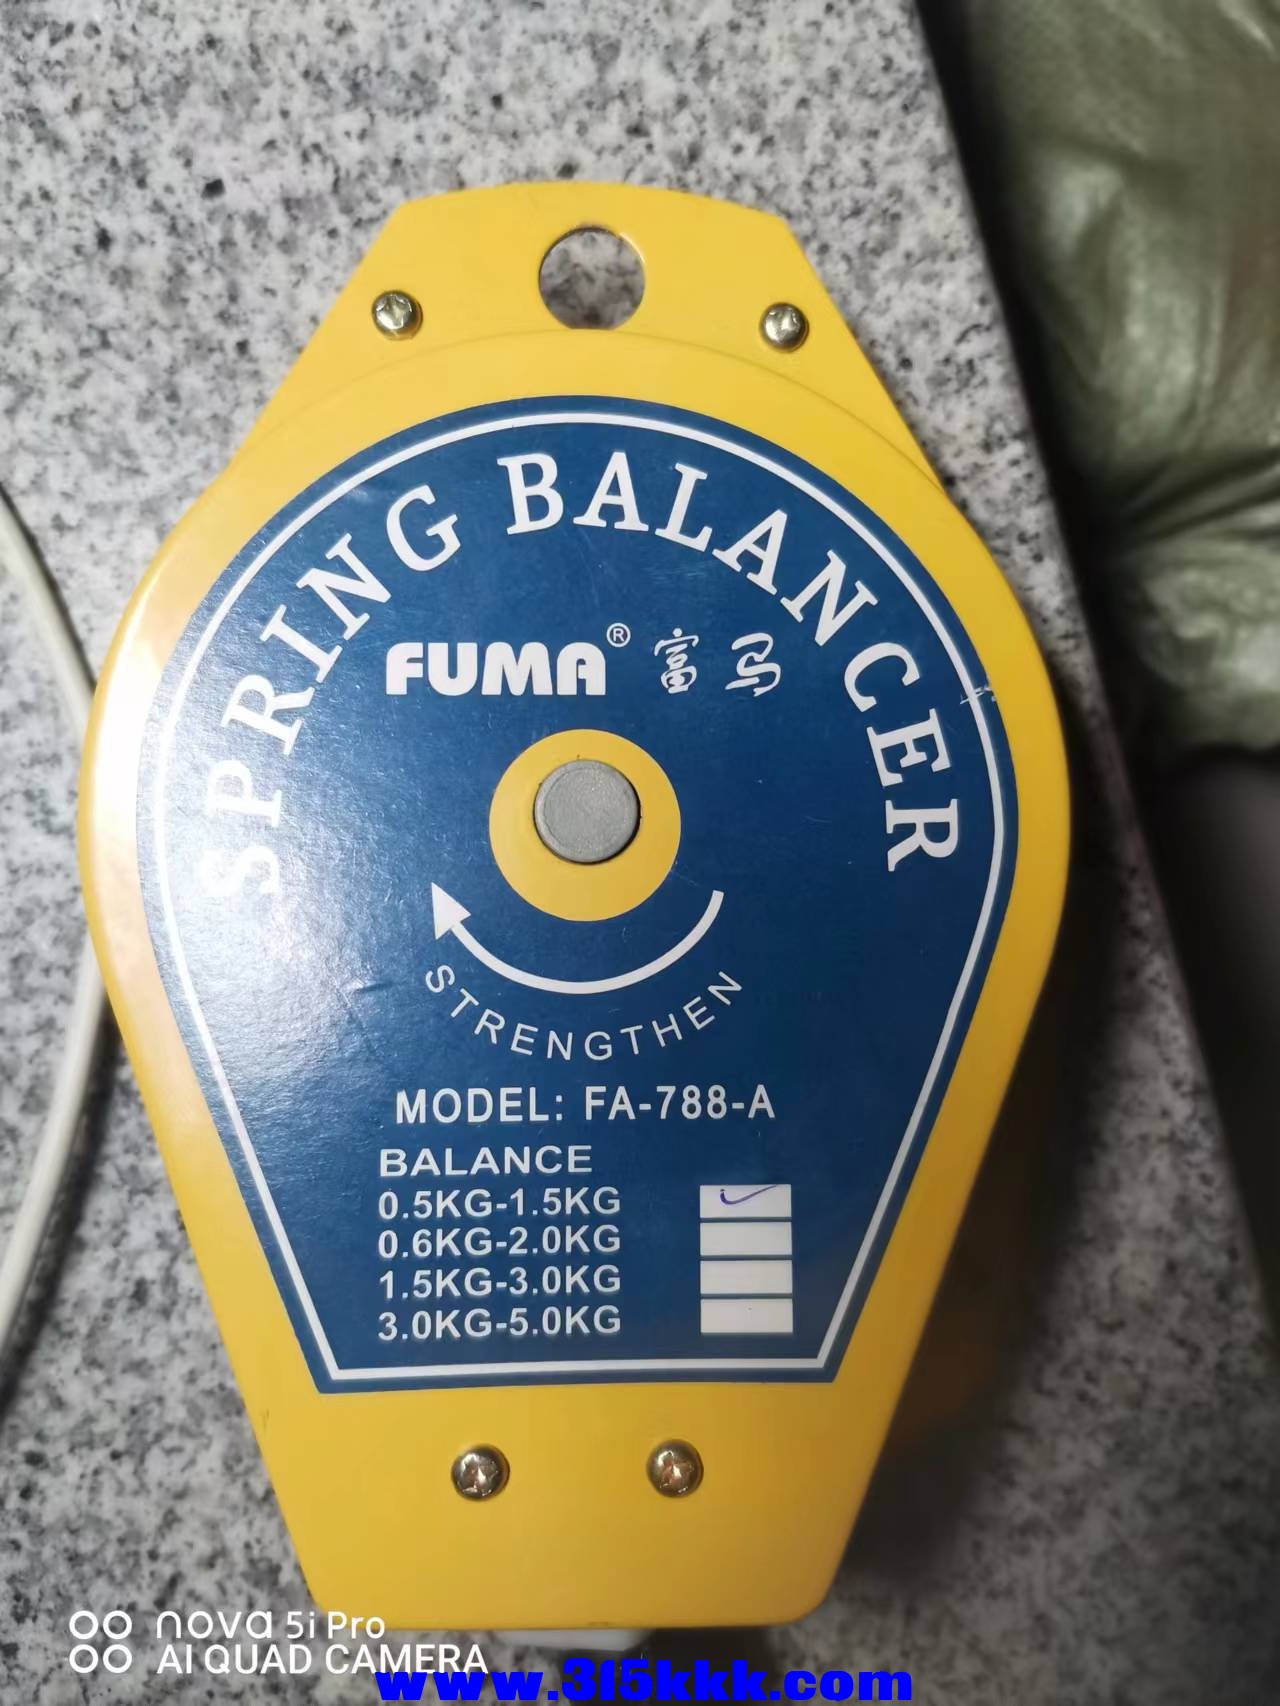 SPRING BALANCER
FUMA® 富马
STRENGTHEN
MODEL: FA-788-A
BALANCE
0.5KG-1.5KG
0.6KG-2.0KG
1.5KG-3.0KG
3.0KG-5.0KG
nova 5i Pro
AI QUAD CAMERA
www.315kkk.com